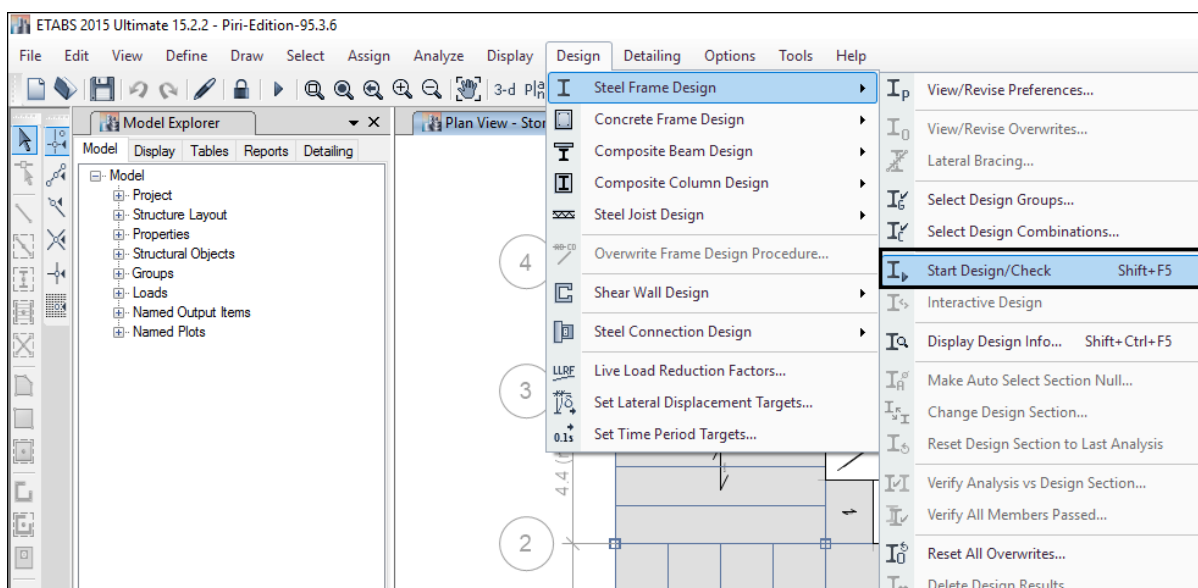 ETABS 2015 Ultimate 15.2.2 - Piri-Edition-95.3.6
File Edit View Define Draw Select Assign Analyze Display Design Detailing Options Tools Help
3-d
Model Explorer
Plan View - Stor
Model Display Tables Reports Detailing
Model
Project
Structure Layout
Properties
Structural Objects
Groups
Loads
Named Output Items
Named Plots
Steel Frame Design
Concrete Frame Design
Composite Beam Design
Composite Column Design
Steel Joist Design
Overwrite Frame Design Procedure...
Shear Wall Design
Steel Connection Design
LLRF Live Load Reduction Factors...
Set Lateral Displacement Targets...
0.1s Set Time Period Targets...
View/Revise Preferences...
View/Revise Overwrites...
Lateral Bracing...
Select Design Groups...
Select Design Combinations...
Start Design/Check Shift+F5
Interactive Design
Display Design Info... Shift+Ctrl+F5
Make Auto Select Section Null...
Change Design Section...
Reset Design Section to Last Analysis
Verify Analysis vs Design Section...
Verify All Members Passed...
Reset All Overwrites...
Delete Design Results...
4
3
4.4
2